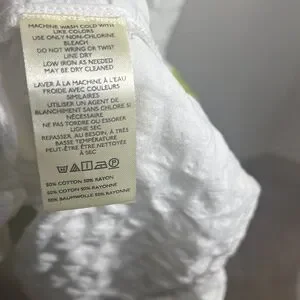 MACHINE WASH COLD WITH
LIKE COLORS
USE ONLY NON-CHLORINE
BLEACH
DO NOT WRING OR TWIST
LINE DRY
LOW IRON AS NEEDED
MAY BE DRY CLEANED
LAVER À LA MACHINE À L'EAU
FROIDE AVEC COULEURS
SIMILAIRES
UTILISER UN AGENT DE
BLANCHIMENT SANS CHLORE SI
NÉCESSAIRE
NE PAS TORDRE OU ESSORER
LIGNE SEC
REPASSER, AU BESOIN, À TRÈS
BASSE TEMPÉRATURE
PEUT-ÊTRE ÊTRE NETTOYÉS
À SEC
50% COTTON 50% RAYON
50% COTON 50% RAYONNE
50% BAUMWOLLE 50% RAYONNE